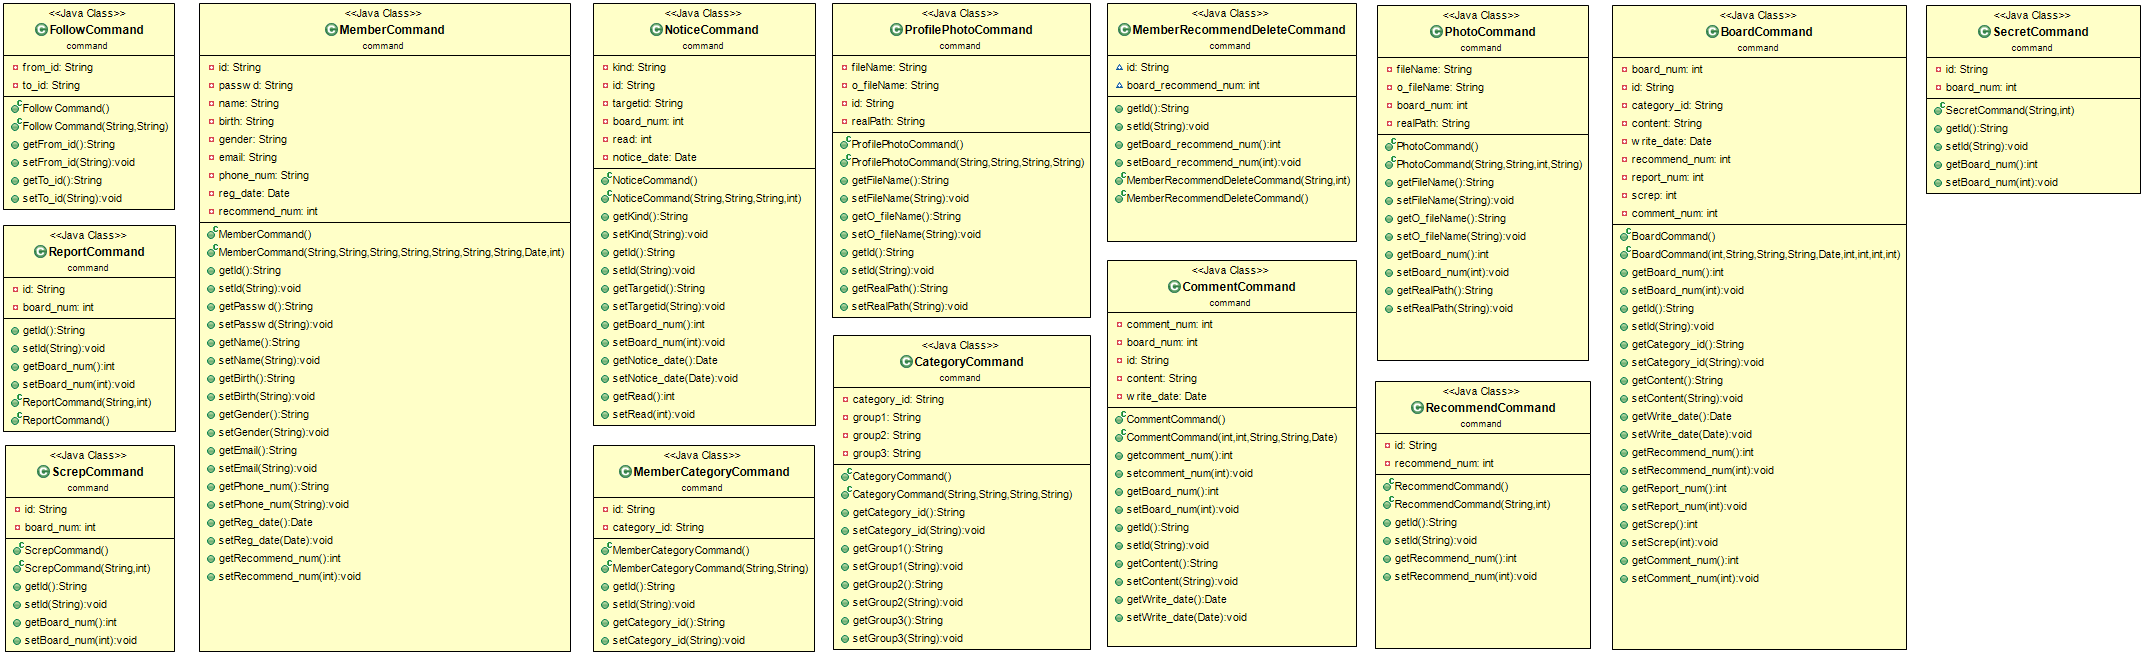 <<Java Class>>
FollowCommand
command
from_id: String
to_id: String
FollowCommand()
FollowCommand(String,String)
getFrom_id():String
setFrom_id(String):void
getTo_id():String
setTo_id(String):void
<<Java Class>>
ReportCommand
command
id: String
board_num: int
getId():String
setId(String):void
getBoard_num():int
setBoard_num(int):void
ReportCommand(String,int)
ReportCommand()
<<Java Class>>
ScrepCommand
command
id: String
board_num: int
ScrepCommand()
ScrepCommand(String,int)
getId():String
setId(String):void
getBoard_num():int
setBoard_num(int):void
<<Java Class>>
MemberCommand
command
id: String
passwd: String
name: String
birth: String
gender: String
email: String
phone_num: String
reg_date: Date
recommend_num: int
MemberCommand()
MemberCommand(String,String,String,String,String,String,String,Date,int)
getId():String
setId(String):void
getPasswd():String
setPasswd(String):void
getName():String
setName(String):void
getBirth():String
setBirth(String):void
getGender():String
setGender(String):void
getEmail():String
setEmail(String):void
getPhone_num():String
setPhone_num(String):void
getReg_date():Date
setReg_date(Date):void
getRecommend_num():int
setRecommend_num(int):void
<<Java Class>>
NoticeCommand
command
kind: String
id: String
targetid: String
board_num: int
read: int
notice_date: Date
NoticeCommand()
NoticeCommand(String,String,String,int)
getKind():String
setKind(String):void
getId():String
setId(String):void
getTargetid():String
setTargetid(String):void
getBoard_num():int
setBoard_num(int):void
getNotice_date():Date
setNotice_date(Date):void
getRead():int
setRead(int):void
<<Java Class>>
MemberCategoryCommand
command
id: String
category_id: String
MemberCategoryCommand()
MemberCategoryCommand(String,String)
getId():String
setId(String):void
getCategory_id():String
setCategory_id(String):void
<<Java Class>>
ProfilePhotoCommand
command
fileName: String
o_fileName: String
id: String
realPath: String
ProfilePhotoCommand()
ProfilePhotoCommand(String,String,String,String)
getFileName():String
setFileName(String):void
getO_fileName():String
setO_fileName(String):void
getId():String
setId(String):void
getRealPath():String
setRealPath(String):void
<<Java Class>>
CategoryCommand
command
category_id: String
group1: String
group2: String
group3: String
CategoryCommand()
CategoryCommand(String,String,String,String)
getCategory_id():String
setCategory_id(String):void
getGroup1():String
setGroup1(String):void
getGroup2():String
setGroup2(String):void
getGroup3():String
setGroup3(String):void
<<Java Class>>
MemberRecommendDeleteCommand
command
id: String
board_recommend_num: int
getId():String
setId(String):void
getBoard_recommend_num():int
setBoard_recommend_num(int):void
MemberRecommendDeleteCommand(String,int)
MemberRecommendDeleteCommand()
<<Java Class>>
CommentCommand
command
comment_num: int
board_num: int
id: String
content: String
write_date: Date
CommentCommand()
CommentCommand(int,int,String,String,Date)
getcomment_num():int
setcomment_num(int):void
getBoard_num():int
setBoard_num(int):void
getId():String
setId(String):void
getContent():String
setContent(String):void
getWrite_date():Date
setWrite_date(Date):void
<<Java Class>>
PhotoCommand
command
fileName: String
o_fileName: String
board_num: int
realPath: String
PhotoCommand()
PhotoCommand(String,String,int,String)
getFileName():String
setFileName(String):void
getO_fileName():String
setO_fileName(String):void
getBoard_num():int
setBoard_num(int):void
getRealPath():String
setRealPath(String):void
<<Java Class>>
RecommendCommand
command
id: String
recommend_num: int
RecommendCommand()
RecommendCommand(String,int)
getId():String
setId(String):void
getRecommend_num():int
setRecommend_num(int):void
<<Java Class>>
BoardCommand
command
board_num: int
id: String
category_id: String
content: String
write_date: Date
recommend_num: int
report_num: int
screp: int
comment_num: int
BoardCommand()
BoardCommand(int,String,String,String,Date,int,int,int,int)
getBoard_num():int
setBoard_num(int):void
getId():String
setId(String):void
getCategory_id():String
setCategory_id(String):void
getContent():String
setContent(String):void
getWrite_date():Date
setWrite_date(Date):void
getRecommend_num():int
setRecommend_num(int):void
getReport_num():int
setReport_num(int):void
getScrep():int
setScrep(int):void
getComment_num():int
setComment_num(int):void
<<Java Class>>
SecretCommand
command
id: String
board_num: int
SecretCommand(String,int)
getId():String
setId(String):void
getBoard_num():int
setBoard_num(int):void